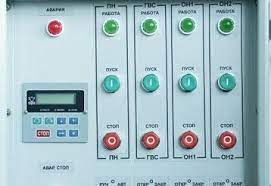 ПН ГВС ОН1 ОН2
АВАРИЯ РАБОТА РАБОТА РАБОТА РАБОТА
ПУСК ПУСК ПУСК ПУСК
СТОП СТОП СТОП СТОП
СТОП
ПН ГВС ОН1 ОН2
АВАР СТОП